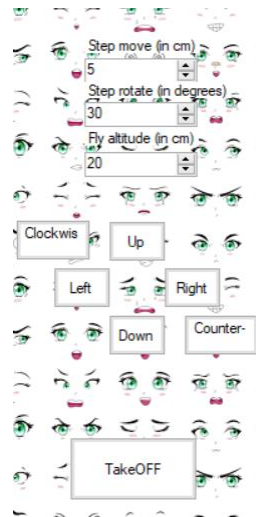 Step move (in cm)
5
Step rotate (in degrees)
30
Fly altitude (in cm)
20
Clockwis
Up
Left
Right
Down
Counter-
TakeOFF